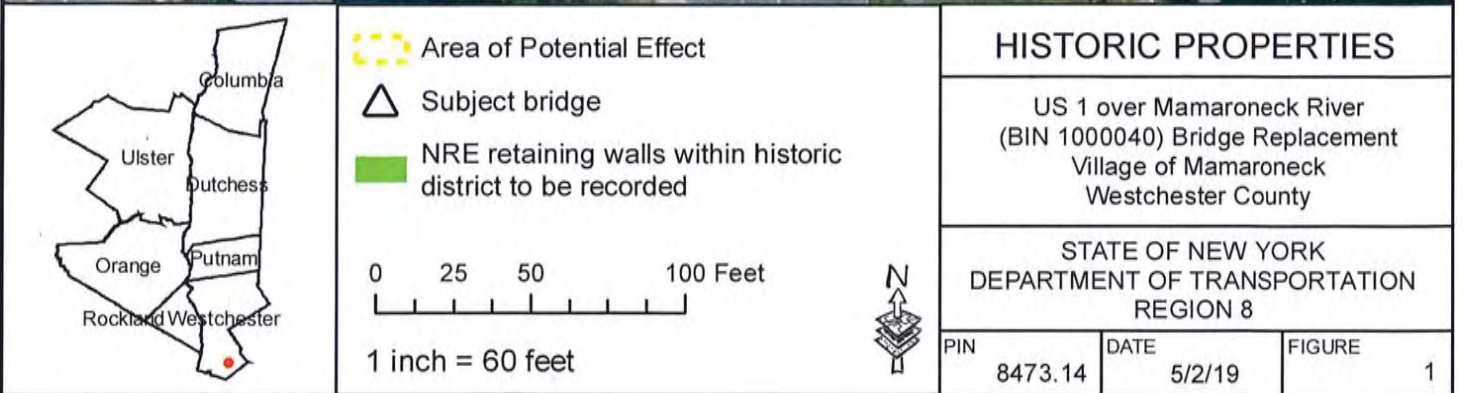 Columbia
Ulster
Dutchess
Orange
Putnam
Rockland
Westchester
Area of Potential Effect
Subject bridge
NRE retaining walls within historic
district to be recorded
0 25 50 100 Feet
1 inch = 60 feet
N
HISTORIC PROPERTIES
US 1 over Mamaroneck River
(BIN 1000040) Bridge Replacement
Village of Mamaroneck
Westchester County
STATE OF NEW YORK
DEPARTMENT OF TRANSPORTATION
REGION 8
PIN
8473.14
DATE
5/2/19
FIGURE
1